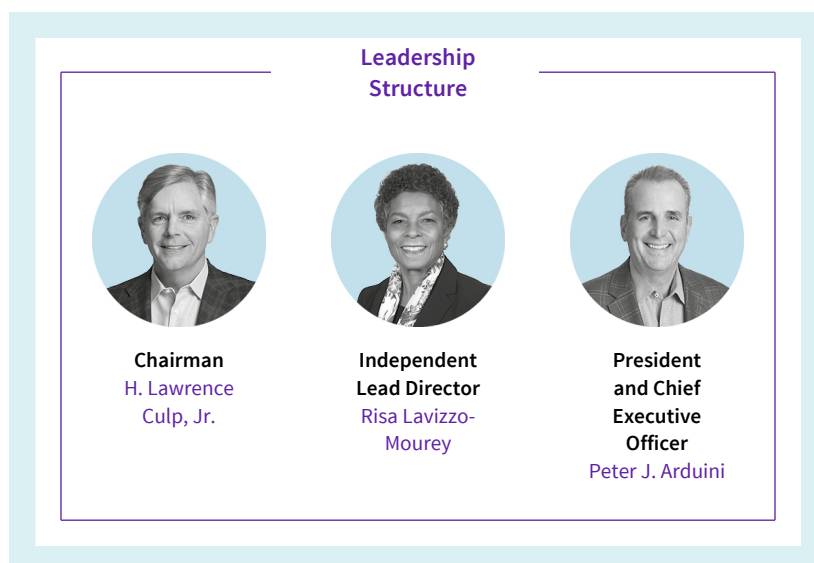 Leadership
Structure
Chairman
H. Lawrence
Culp, Jr.
Independent
Lead Director
Risa Lavizzo-
Mourey
President
and Chief
Executive
Officer
Peter J. Arduini